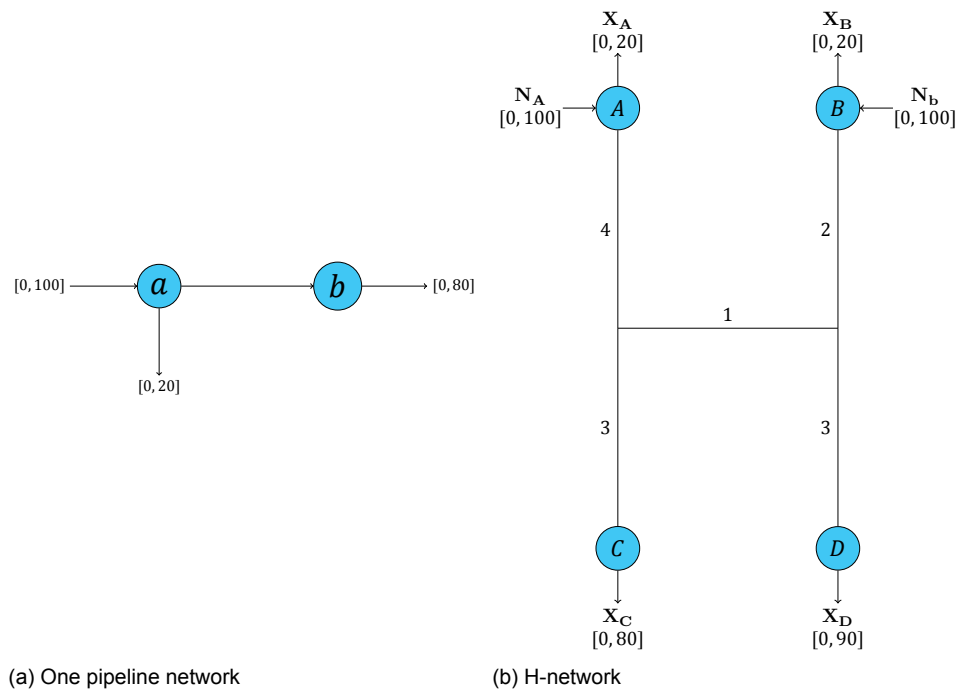 [0, 100]
a
b
[0, 80]
[0, 20]
(a) One pipeline network
X_A
[0, 20]
X_B
[0, 20]
N_A
[0, 100]
A
B
N_b
[0, 100]
4
2
1
3
3
C
D
X_C
[0, 80]
X_D
[0, 90]
(b) H-network